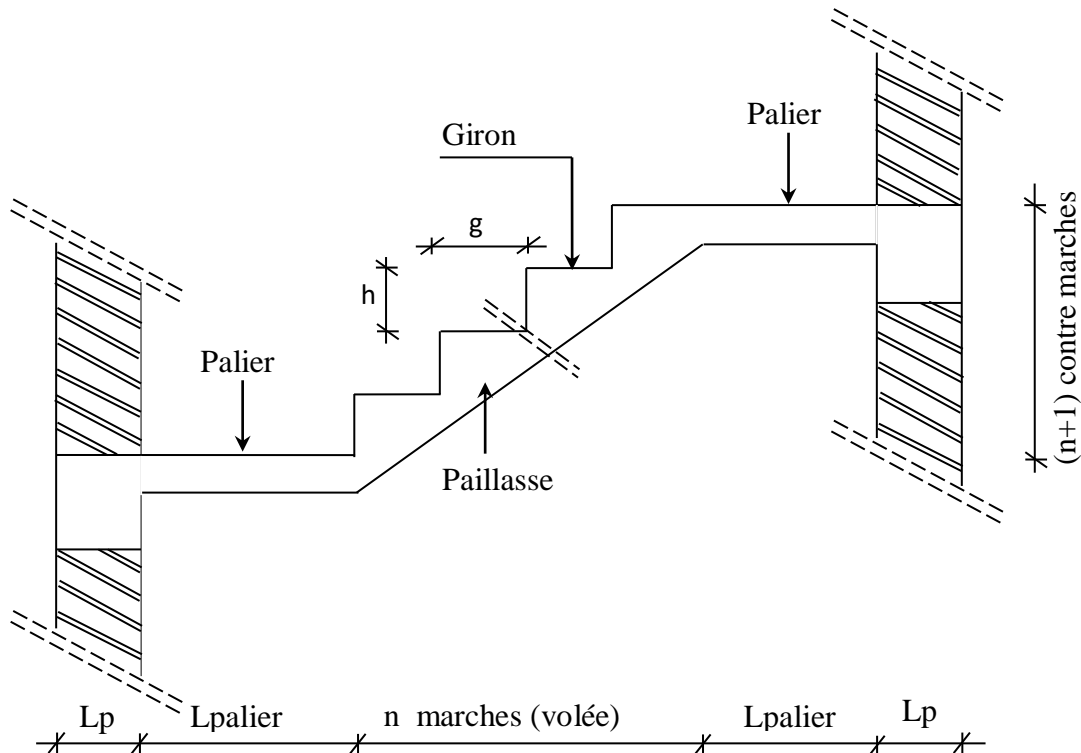 Palier
Giron
g
h
Palier
Paillasse
(n+1) contre marches
Lp
Lpalier
n marches (volée)
Lpalier
Lp